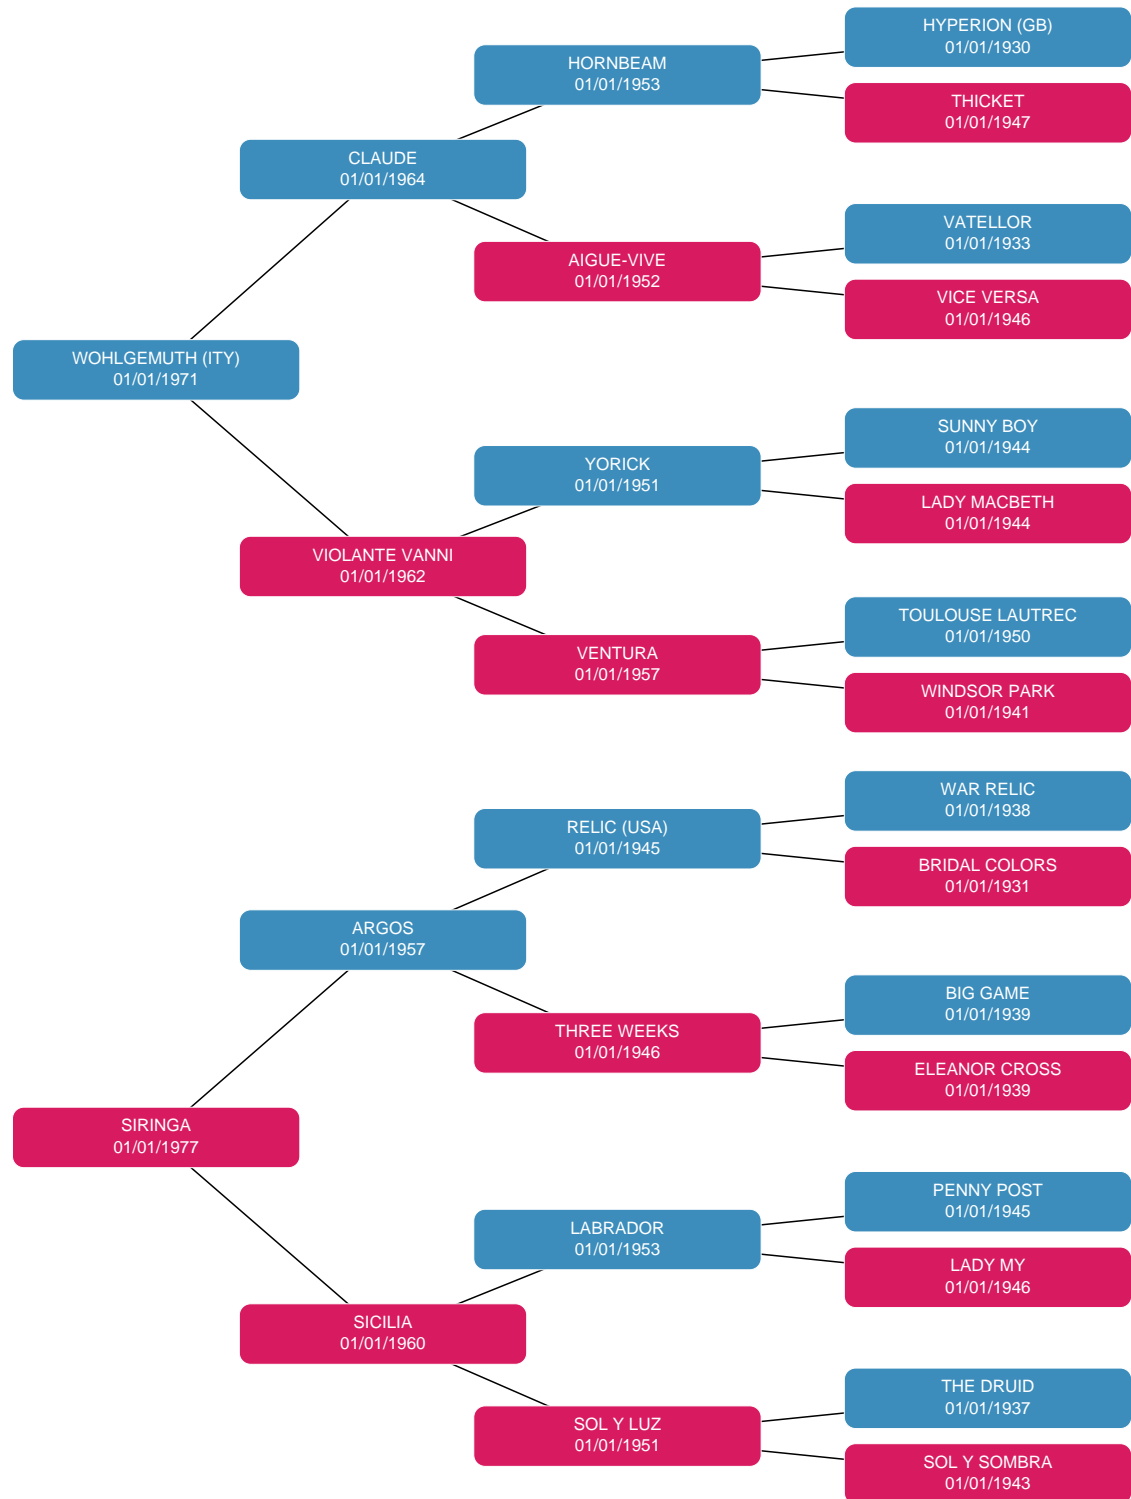 HYPERION (GB)
01/01/1930
HORNBEAM
01/01/1953
THICKET
01/01/1947
CLAUDE
01/01/1964
VATELLOR
01/01/1933
AIGUE-VIVE
01/01/1952
VICE VERSA
01/01/1946
WOHLGEMUTH (ITY)
01/01/1971
SUNNY BOY
01/01/1944
YORICK
01/01/1951
LADY MACBETH
01/01/1944
VIOLANTE VANNI
01/01/1962
TOULOUSE LAUTREC
01/01/1950
VENTURA
01/01/1957
WINDSOR PARK
01/01/1941
WAR RELIC
01/01/1938
RELIC (USA)
01/01/1945
BRIDAL COLORS
01/01/1931
ARGOS
01/01/1957
BIG GAME
01/01/1939
THREE WEEKS
01/01/1946
ELEANOR CROSS
01/01/1939
SIRINGA
01/01/1977
PENNY POST
01/01/1945
LABRADOR
01/01/1953
LADY MY
01/01/1946
SICILIA
01/01/1960
THE DRUID
01/01/1937
SOL Y LUZ
01/01/1951
SOL Y SOMBRA
01/01/1943